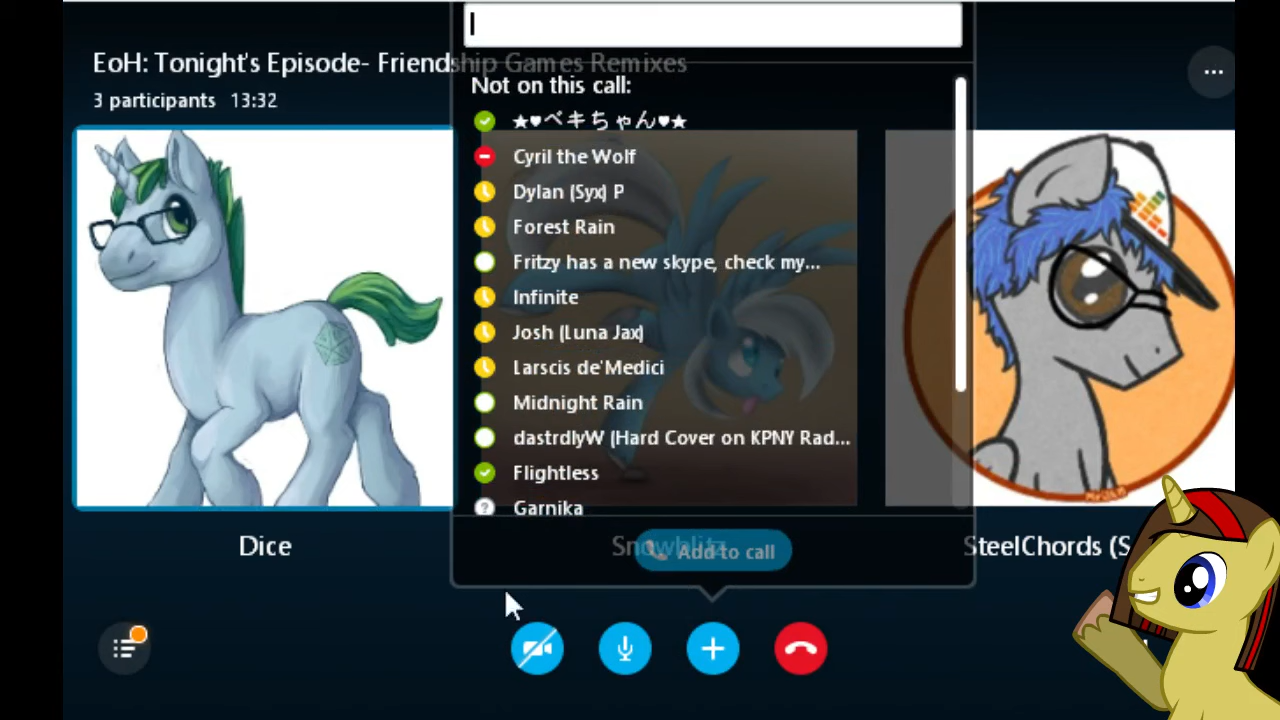 EoH: Tonight's Episode- Friendship Games Remixes
3 participants 13:32
Not on this call:
★♥ベキちゃん♥★
Cyril the Wolf
Dylan (Syx) P
Forest Rain
Fritzy has a new skype, check my...
Infinite
Josh (Luna Jax)
Larscis de'Medici
Midnight Rain
dastrdlyW (Hard Cover on KPNY Rad...
Flightless
Garnika
Add to call
Dice
Snowblitz
SteelChords (S